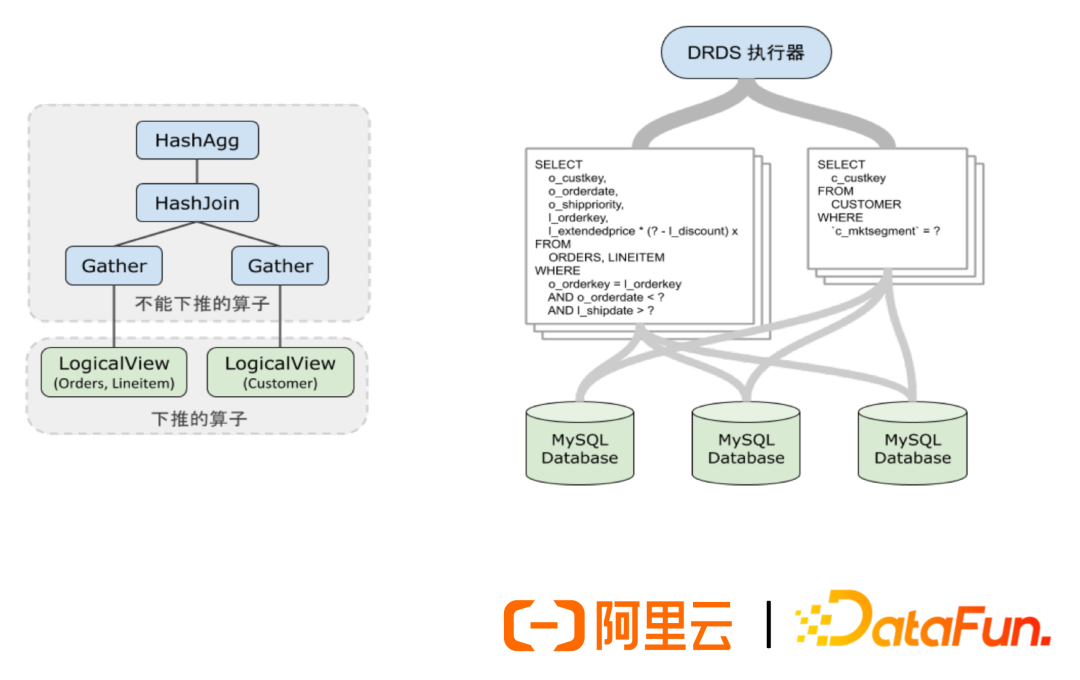 HashAgg
HashJoin
Gather
Gather
不能下推的算子
LogicalView
(Orders, Lineitem)
LogicalView
(Customer)
下推的算子
DRDS 执行器
SELECT
o_custkey,
o_orderdate,
o_shippriority,
l_orderkey,
l_extendedprice * (? - l_discount) x
FROM
ORDERS, LINEITEM
WHERE
o_orderkey = l_orderkey
AND o_orderdate < ?
AND l_shipdate > ?
SELECT
c_custkey
FROM
CUSTOMER
WHERE
`c_mktsegment` = ?
MySQL
Database
MySQL
Database
MySQL
Database
阿里云
DataFun.